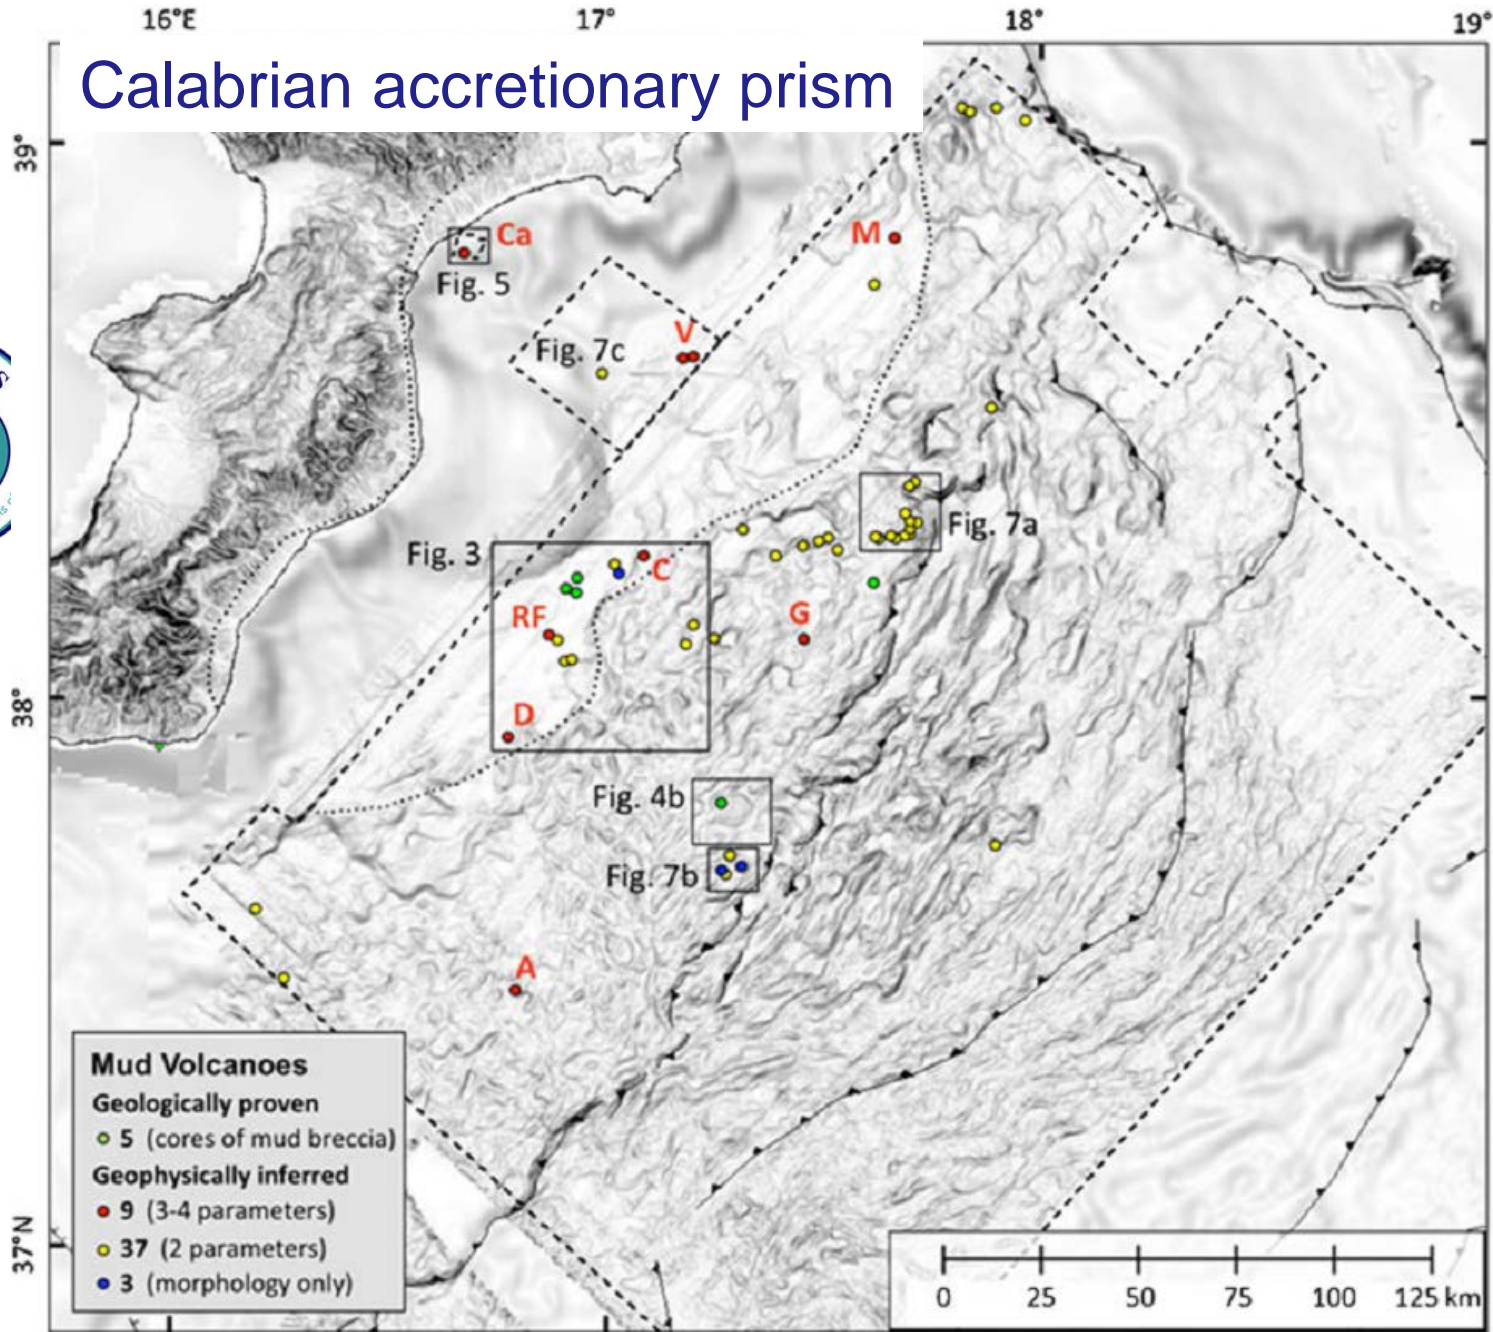 16°E 17° 18° 19°
Calabrian accretionary prism
39°
Ca
M
Fig. 5
V
Fig. 7c
Fig. 7a
Fig. 3
C
RF
G
38°
D
Fig. 4b
Fig. 7b
A
Mud Volcanoes
Geologically proven
5 (cores of mud breccia)
Geophysically inferred
9 (3-4 parameters)
37 (2 parameters)
3 (morphology only)
37°N
0 25 50 75 100 125 km